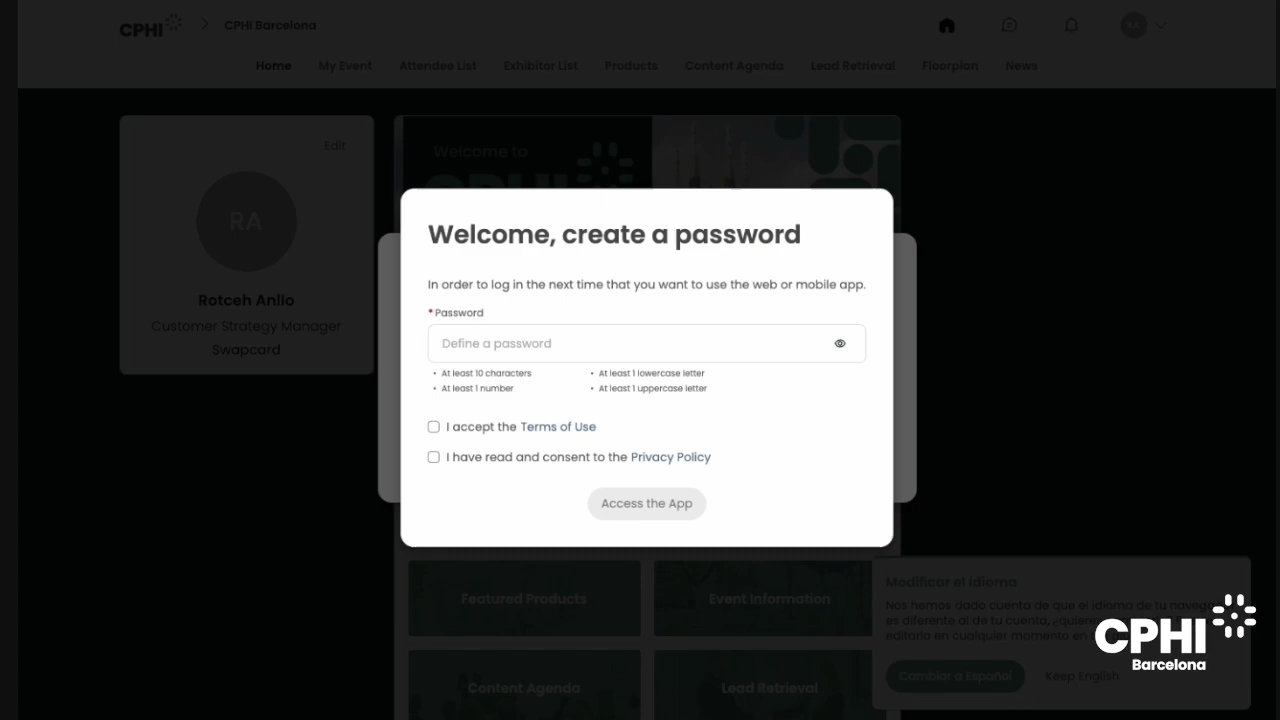 CPHI
CPHI Barcelona
RA
Home
My Event
Attendee List
Exhibitor List
Products
Content Agenda
Lead Retrieval
Floorplan
News
Edit
RA
Rotceh Anllo
Customer Strategy Manager
Swapcard
Welcome to
CPHI
Welcome, create a password
In order to log in the next time that you want to use the web or mobile app.
* Password
Define a password
• At least 10 characters
• At least 1 lowercase letter
• At least 1 number
• At least 1 uppercase letter
I accept the Terms of Use
I have read and consent to the Privacy Policy
Access the App
Featured Products
Event Information
Content Agenda
Lead Retrieval
Modificar el idioma
Nos hemos dado cuenta de que el idioma de tu
es diferente al de tu cuenta,
editarla en cualquier momento en
Cambiar a Español
Keep English
CPHI
Barcelona